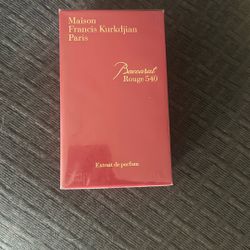 Maison
Francis Kurkdjian
Paris
Baccarat
Rouge 540
Extrait de parfum